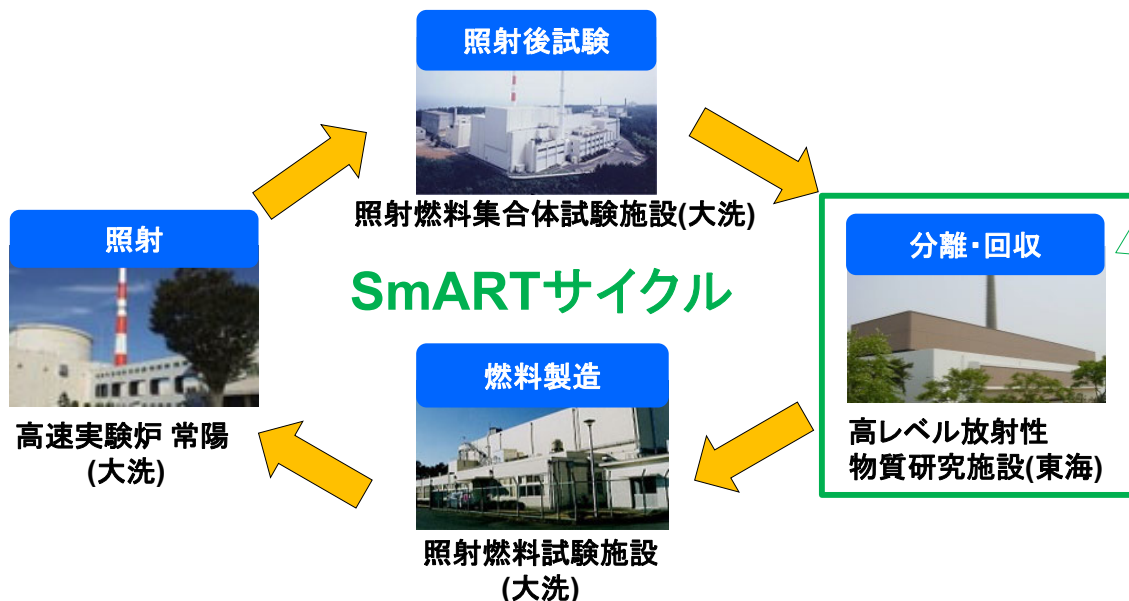 照射後試験
照射燃料集合体試験施設(大洗)
照射
高速実験炉 常陽
(大洗)
SmARTサイクル
分離・回収
高レベル放射性
物質研究施設(東海)
燃料製造
照射燃料試験施設
(大洗)